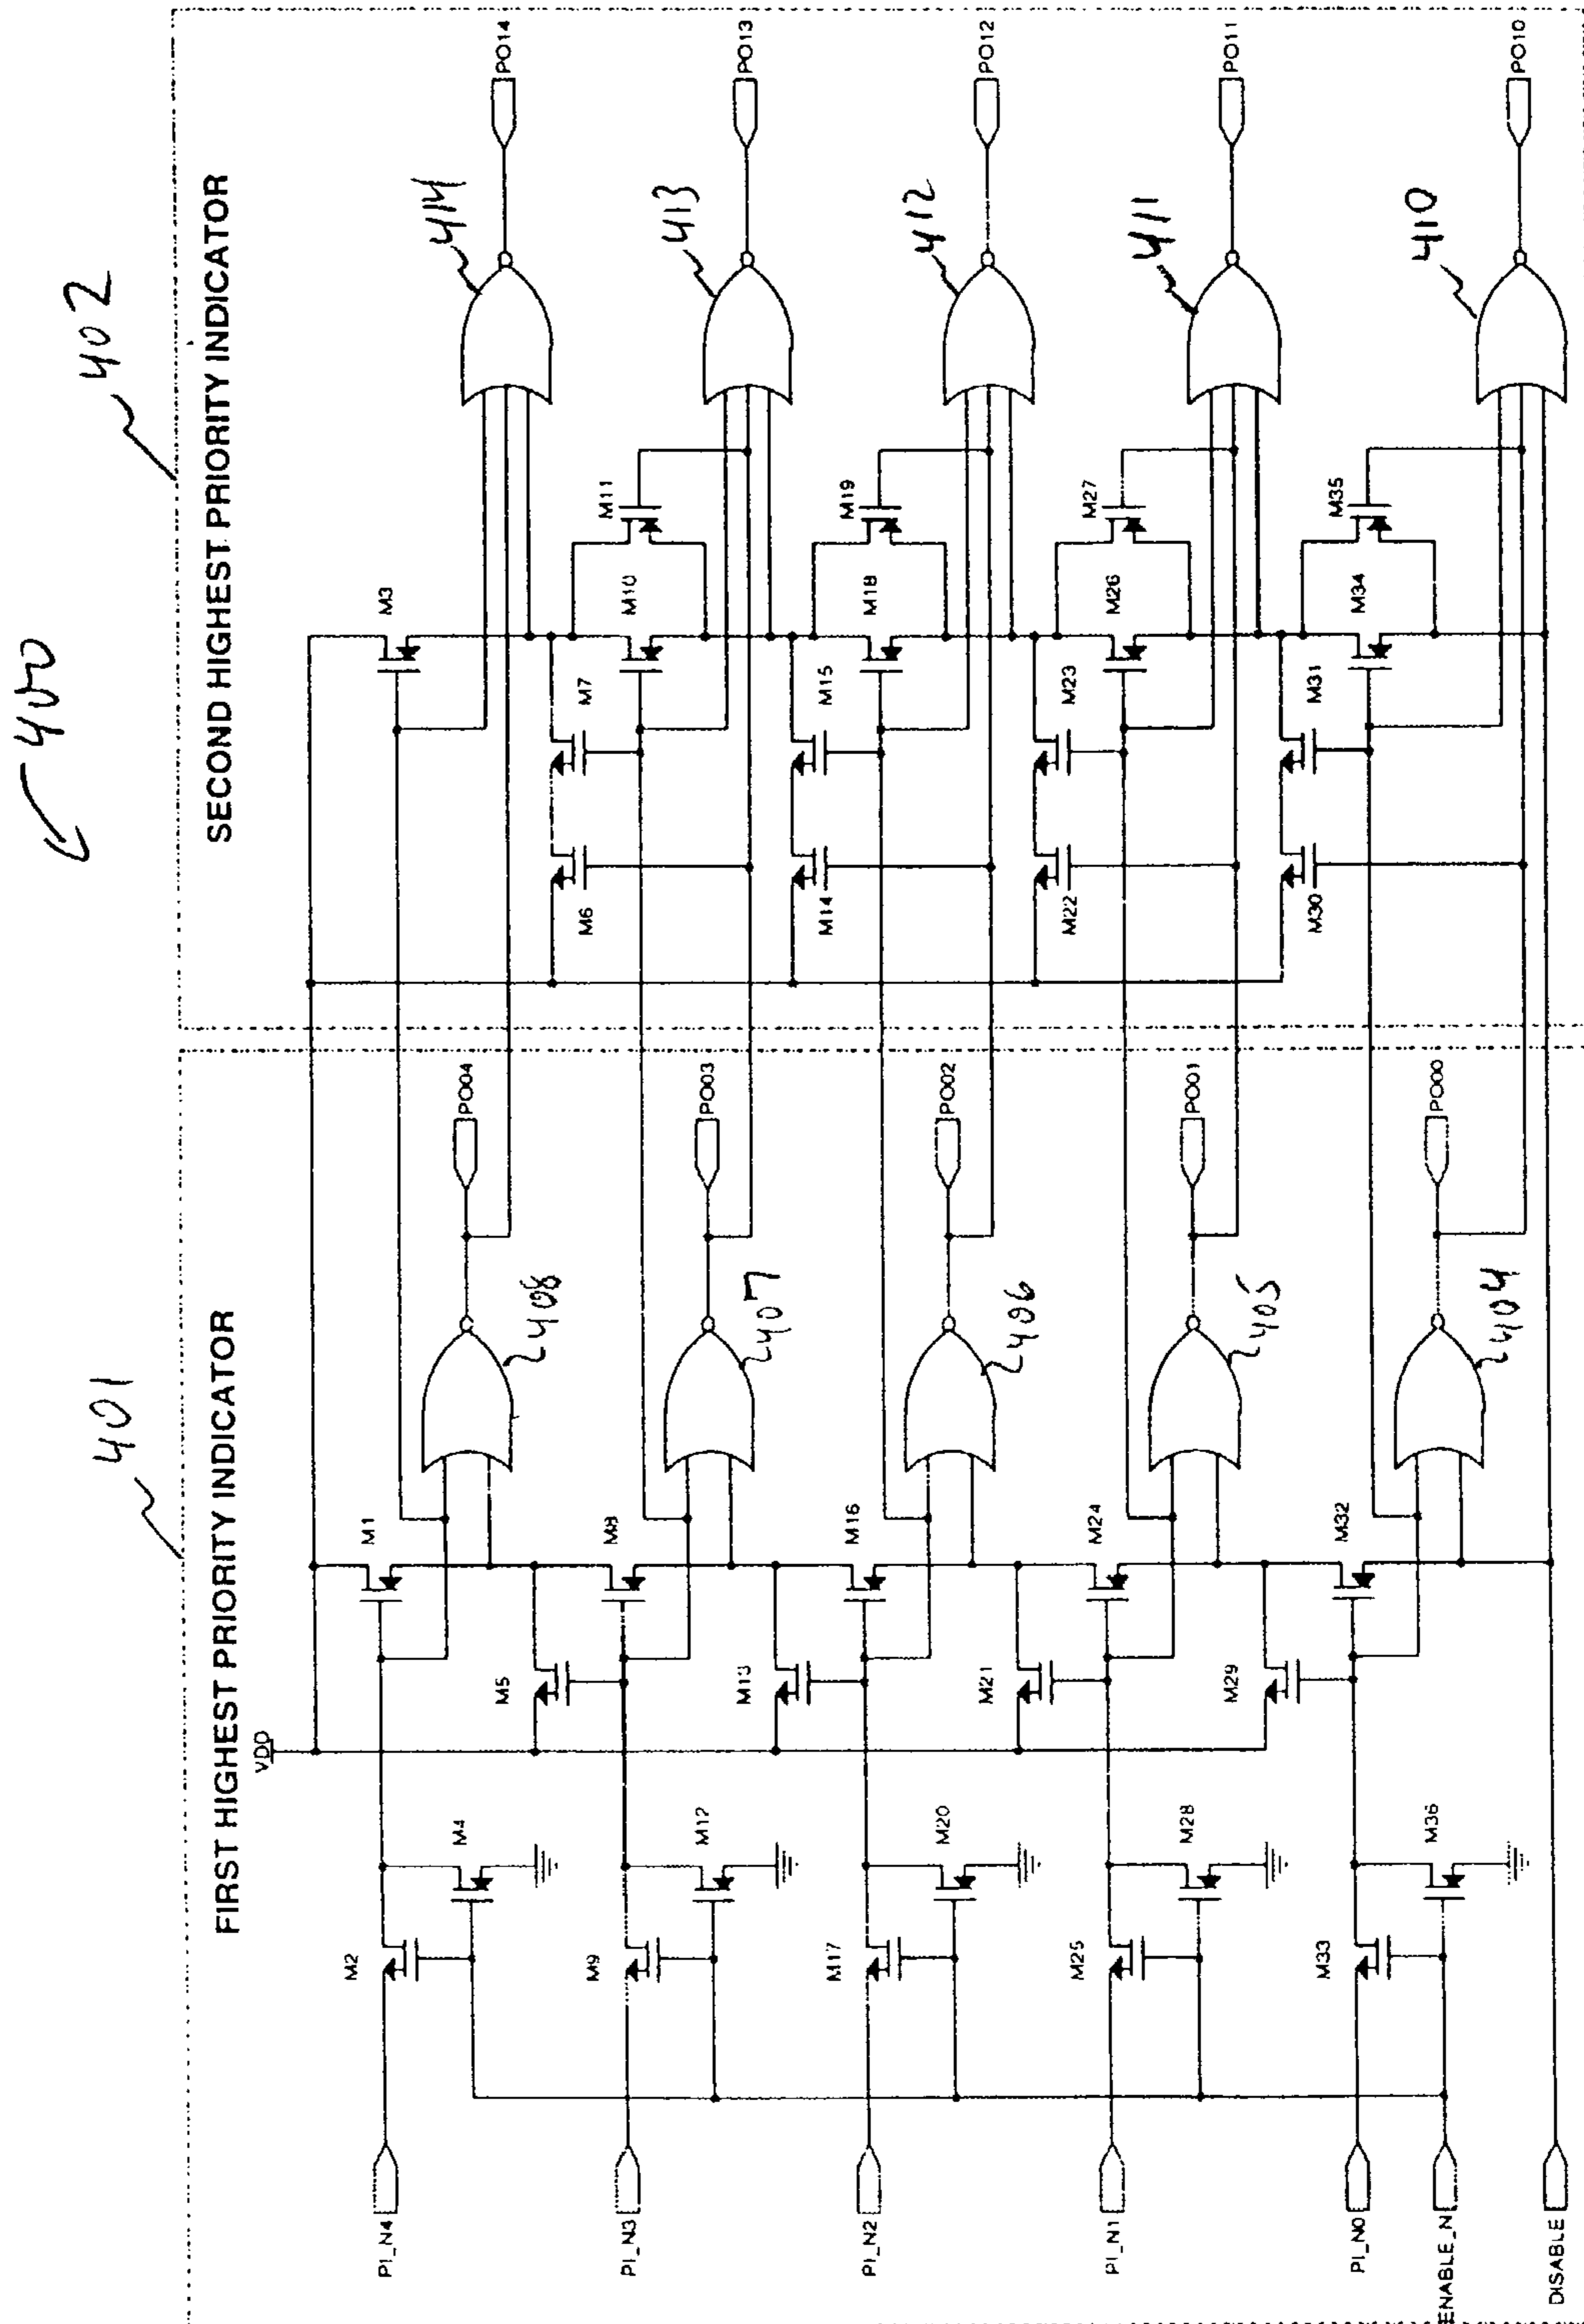 400
401
402
FIRST HIGHEST PRIORITY INDICATOR
SECOND HIGHEST PRIORITY INDICATOR
VDD
PI_N4
M2
M4
M1
408
PO04
M3
414
PO14
M5
M6
M7
PI_N3
M9
M12
M8
407
PO03
M10
M11
413
PO13
M13
M14
M15
PI_N2
M17
M20
M16
406
PO02
M18
M19
412
PO12
M21
M22
M23
PI_N1
M25
M28
M24
405
PO01
M26
M27
411
PO11
M29
M30
M31
PI_N0
M33
M36
M32
404
PO00
M34
M35
410
PO10
ENABLE_N
DISABLE